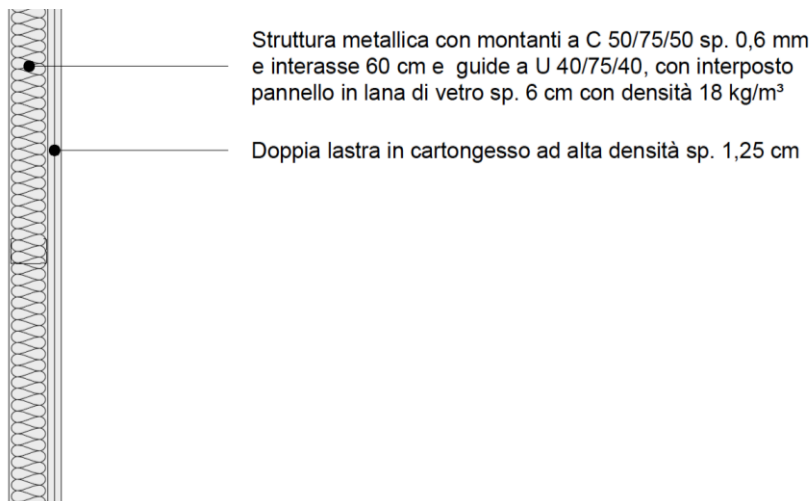 Struttura metallica con montanti a C 50/75/50 sp. 0,6 mm
e interasse 60 cm e guide a U 40/75/40, con interposto
pannello in lana di vetro sp. 6 cm con densità 18 kg/m³
Doppia lastra in cartongesso ad alta densità sp. 1,25 cm